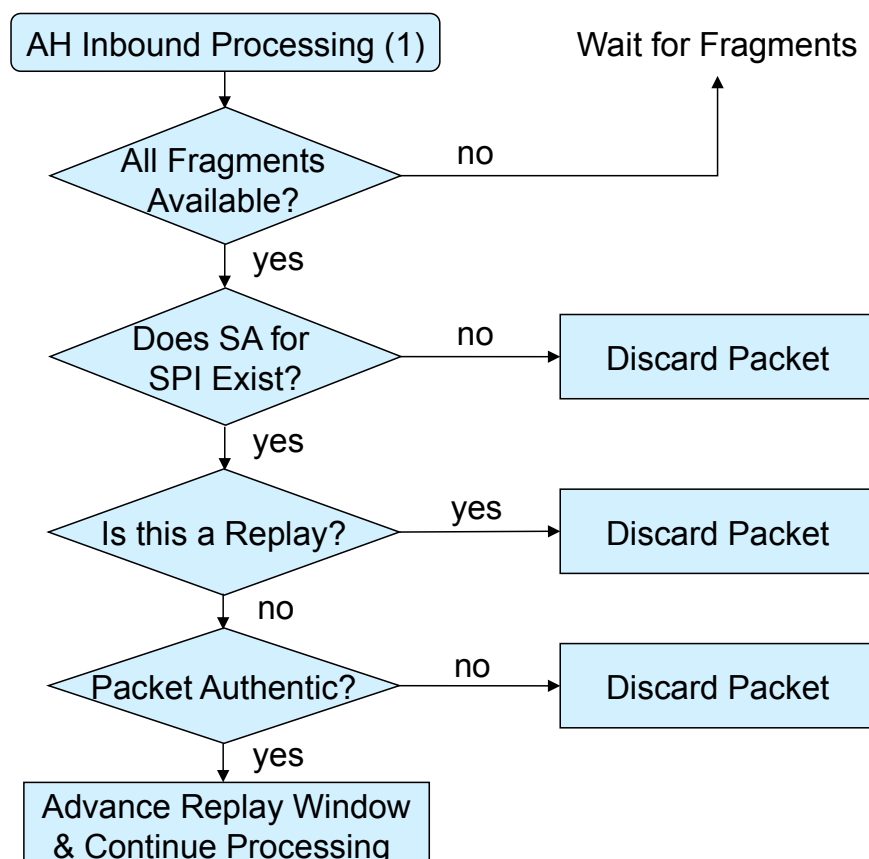 AH Inbound Processing (1)
Wait for Fragments
All Fragments
Available?
no
yes
Does SA for
SPI Exist?
no
Discard Packet
yes
Is this a Replay?
yes
Discard Packet
no
Packet Authentic?
no
Discard Packet
yes
Advance Replay Window
& Continue Processing